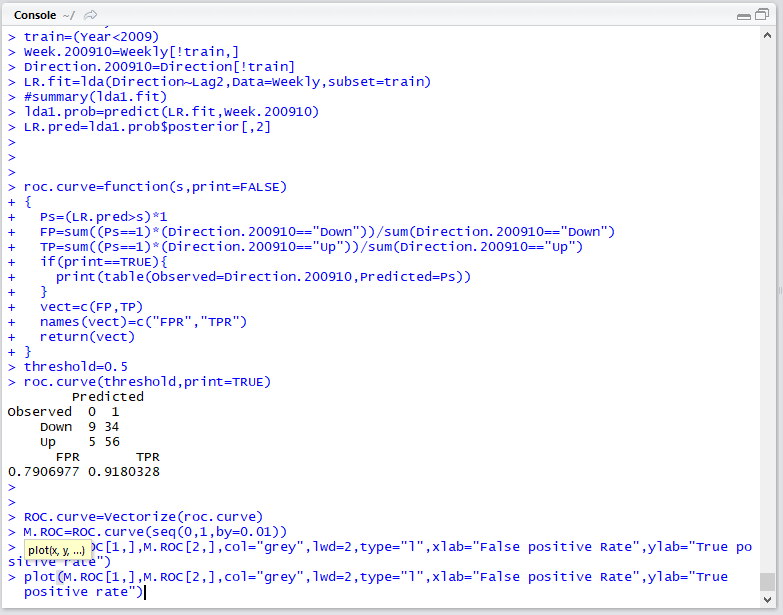 Console ~/
> train=(Year<2009)
> Week.200910=Weekly[!train,]
> Direction.200910=Direction[!train]
> LR.fit=lda(Direction~Lag2,Data=Weekly,subset=train)
> #summary(lda1.fit)
> lda1.prob=predict(LR.fit,Week.200910)
> LR.pred=lda1.prob$posterior[,2]
>
>
>
> roc.curve=function(s,print=FALSE)
+ {
+   Ps=(LR.pred>s)*1
+   FP=sum((Ps==1)*(Direction.200910=="Down"))/sum(Direction.200910=="Down")
+   TP=sum((Ps==1)*(Direction.200910=="Up"))/sum(Direction.200910=="Up")
+   if(print==TRUE){
+     print(table(Observed=Direction.200910,Predicted=Ps))
+   }
+   vect=c(FP,TP)
+   names(vect)=c("FPR","TPR")
+   return(vect)
+ }
> threshold=0.5
> roc.curve(threshold,print=TRUE)
        Predicted
Observed  0  1
    Down  9 34
    Up    5 56
      FPR       TPR
0.7906977 0.9180328
>
>
> ROC.curve=Vectorize(roc.curve)
> M.ROC=ROC.curve(seq(0,1,by=0.01))
> plot(x, y, ...) OC[1,],M.ROC[2,],col="grey",lwd=2,type="l",xlab="False positive Rate",ylab="True po
sitive rate")
> plot(M.ROC[1,],M.ROC[2,],col="grey",lwd=2,type="l",xlab="False positive Rate",ylab="True
positive rate")